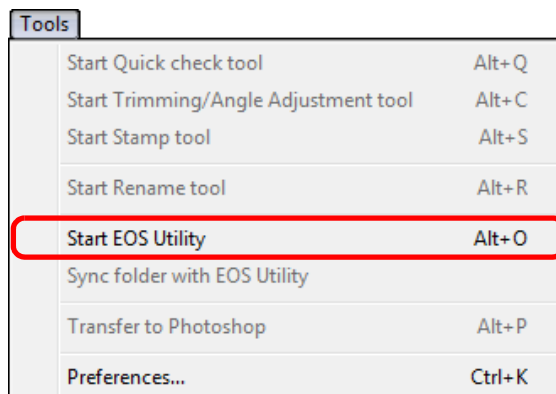 Tools
Start Quick check tool Alt+Q
Start Trimming/Angle Adjustment tool Alt+C
Start Stamp tool Alt+S
Start Rename tool Alt+R
Start EOS Utility Alt+O
Sync folder with EOS Utility
Transfer to Photoshop Alt+P
Preferences... Ctrl+K